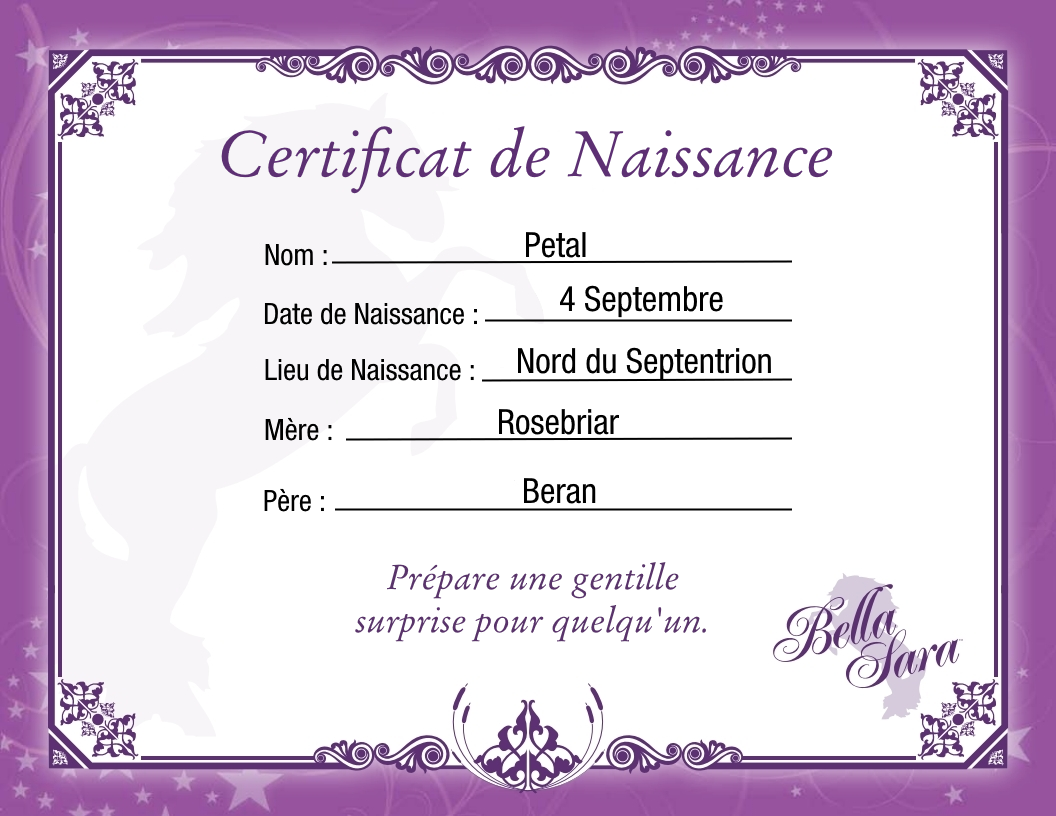 Certificat de Naissance
Nom : Petal
Date de Naissance : 4 Septembre
Lieu de Naissance : Nord du Septentrion
Mère : Rosebriar
Père : Beran
Prépare une gentille
surprise pour quelqu'un.
Bella
Sara